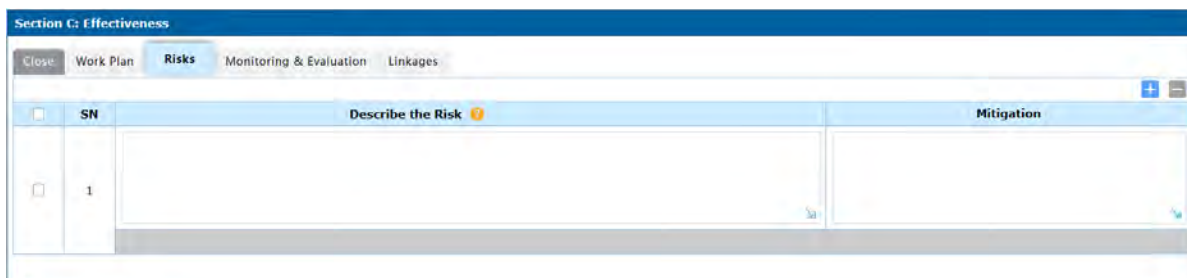 Section C: Effectiveness
Close Work Plan Risks Monitoring & Evaluation Linkages
SN Describe the Risk ? Mitigation
1